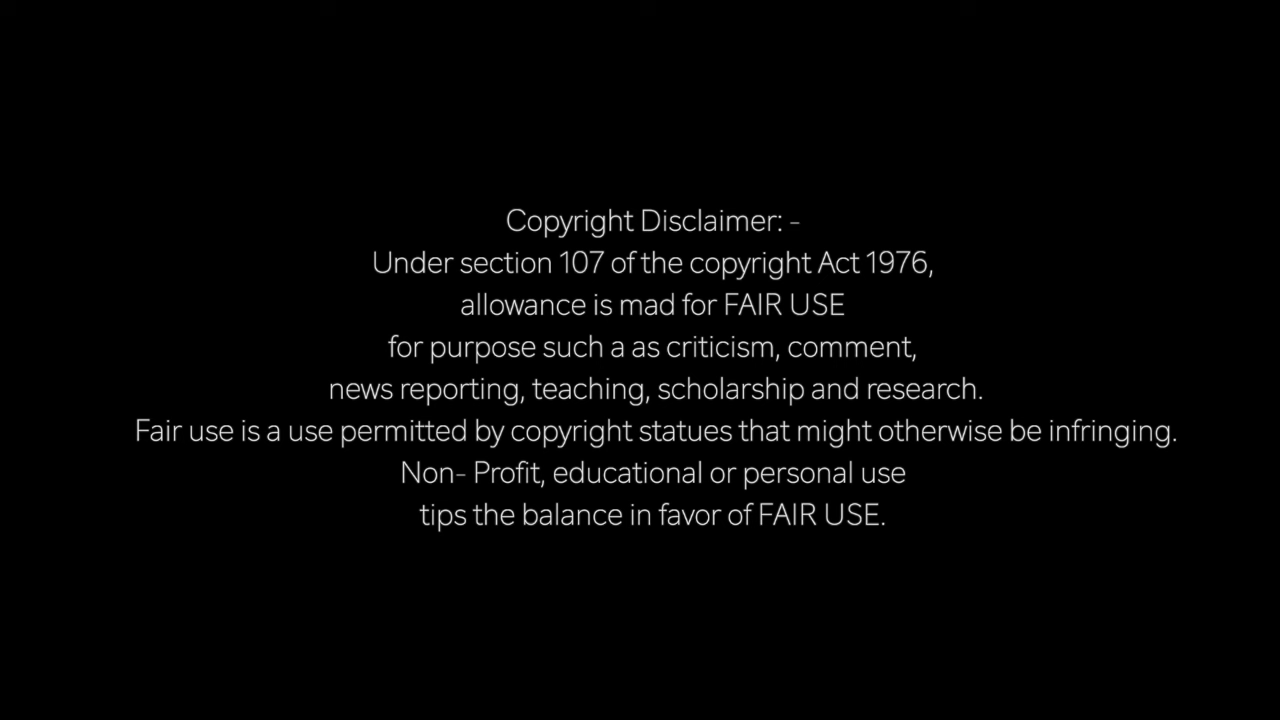 Copyright Disclaimer: -
Under section 107 of the copyright Act 1976,
allowance is mad for FAIR USE
for purpose such a as criticism, comment,
news reporting, teaching, scholarship and research.
Fair use is a use permitted by copyright statues that might otherwise be infringing.
Non- Profit, educational or personal use
tips the balance in favor of FAIR USE.